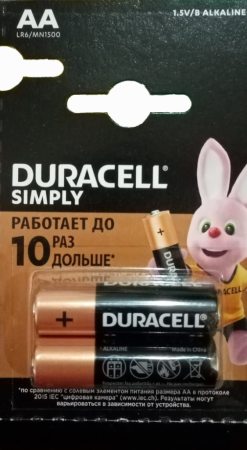 AA
LR6/MN1500
1.5V/B ALKALINE
DURACELL
SIMPLY
РАБОТАЕТ ДО
10 РАЗ
ДОЛЬШЕ*
+
DURACELL
ALKALINE
Made in China
*по сравнению с солевым элементом питания размера АА в протоколе
2015 IEC "цифровая камера" (www.iec.ch). Результаты могут
варьироваться в зависимости от устройства.